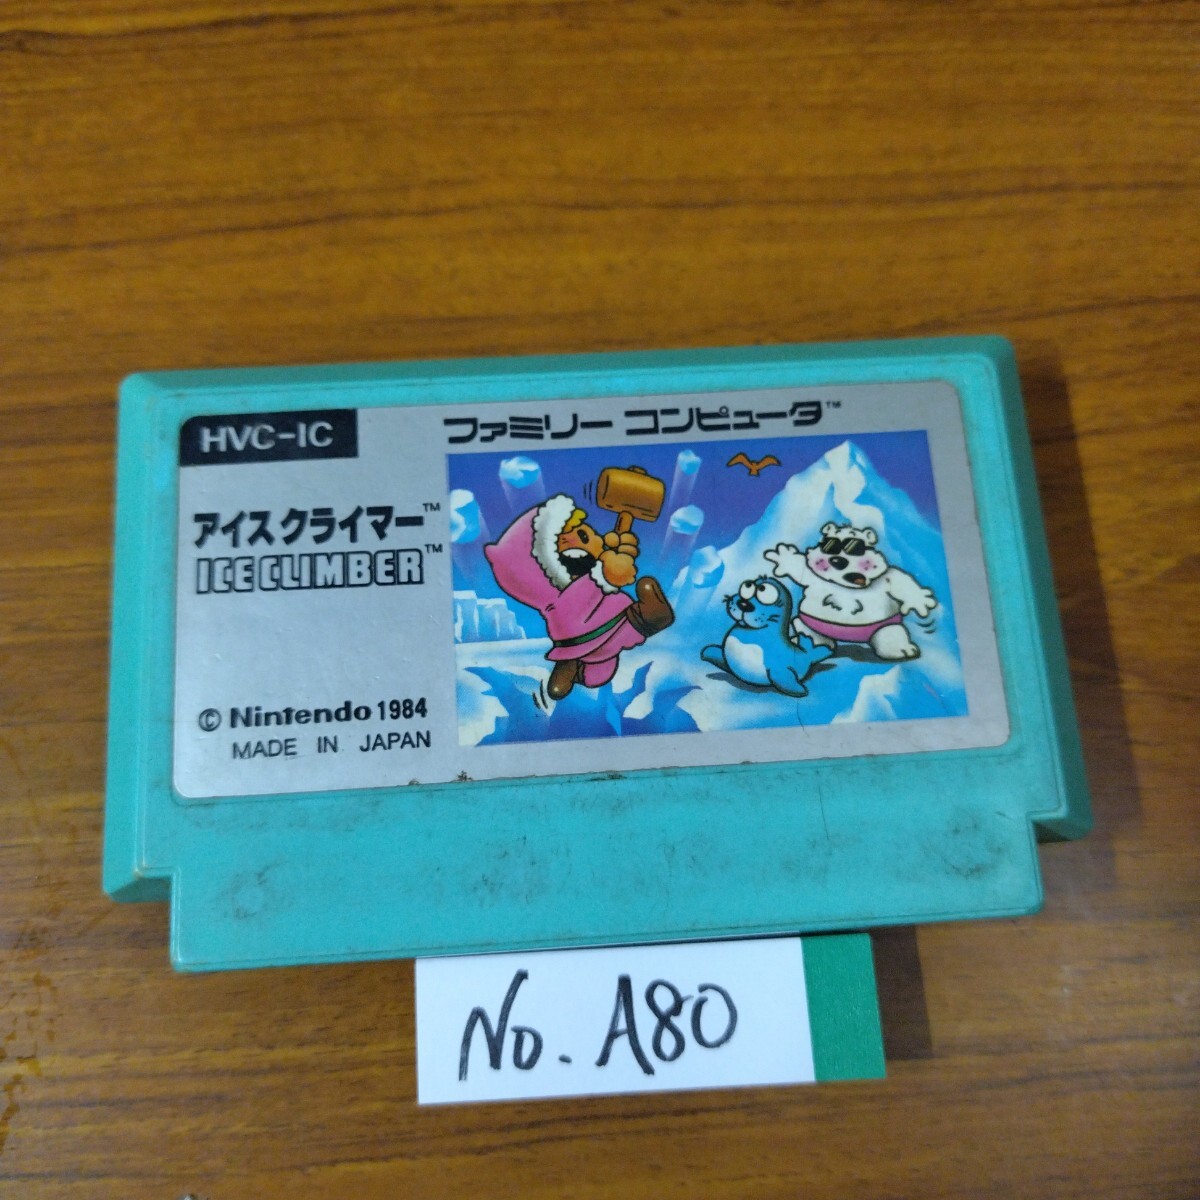 HVC-IC
ファミリー コンピュータ™
アイスクライマー™
ICE CLIMBER™
© Nintendo 1984
MADE IN JAPAN
No. A80